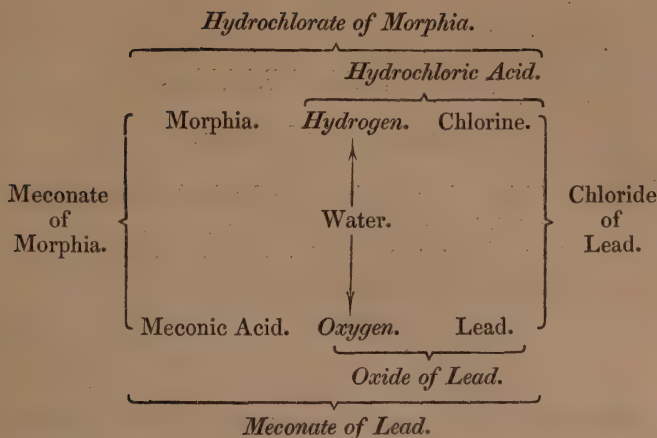 Hydrochlorate of Morphia.
Hydrochloric Acid.
Morphia. Hydrogen. Chlorine.
Meconate
of
Morphia.
Water.
Chloride
of
Lead.
Meconic Acid. Oxygen. Lead.
Oxide of Lead.
Meconate of Lead.